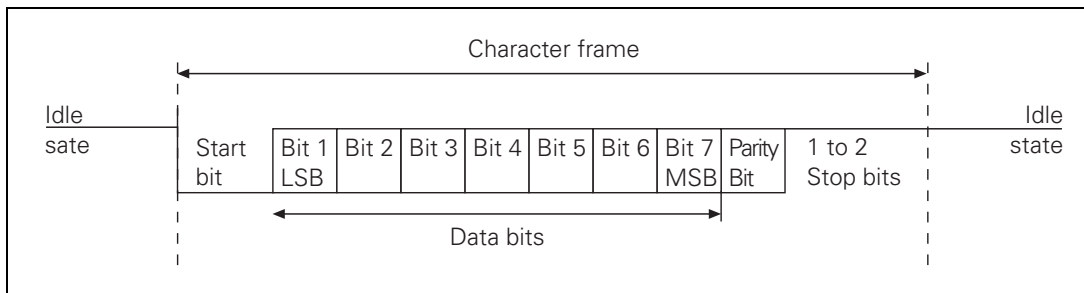 Character frame
Idle
sate
Start
bit
Bit 1
LSB
Bit 2
Bit 3
Bit 4
Bit 5
Bit 6
Bit 7
MSB
Parity
Bit
1 to 2
Stop bits
Idle
state
Data bits